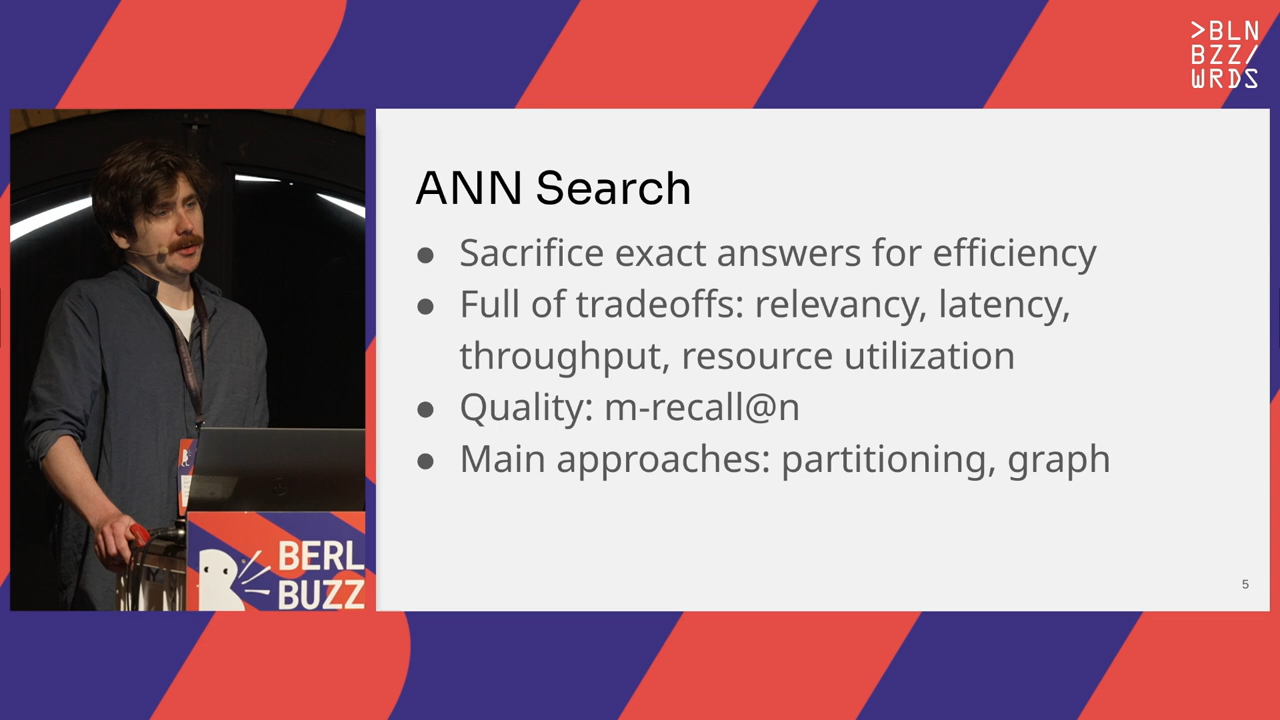 >BLN
BZZ/
WRDS
ANN Search
● Sacrifice exact answers for efficiency
● Full of tradeoffs: relevancy, latency,
throughput, resource utilization
● Quality: m-recall@n
● Main approaches: partitioning, graph
5
BERL
BUZZ